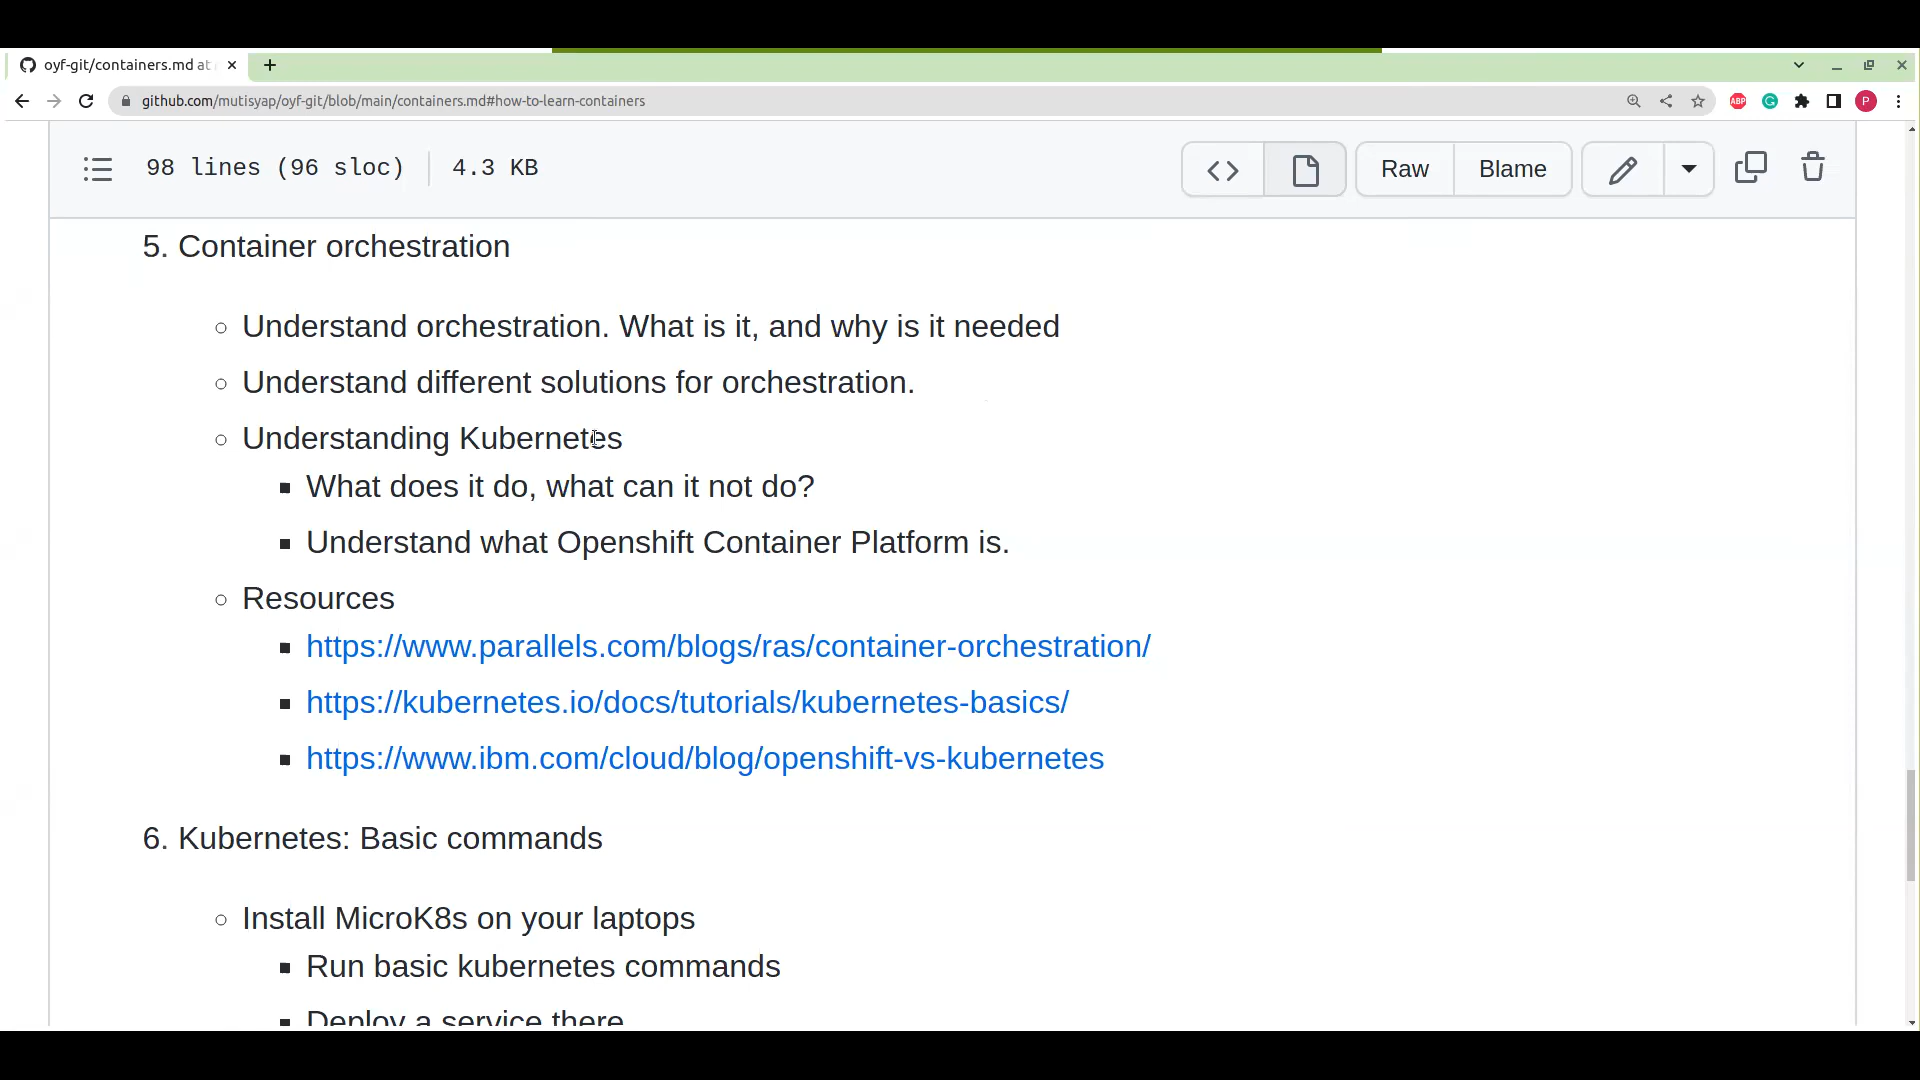 oyf-git/containers.md at
github.com/mutisyap/oyf-git/blob/main/containers.md#how-to-learn-containers
ABP
P
98 lines (96 sloc) 4.3 KB
Raw
Blame
5. Container orchestration
Understand orchestration. What is it, and why is it needed
Understand different solutions for orchestration.
Understanding Kubernetes
What does it do, what can it not do?
Understand what Openshift Container Platform is.
Resources
https://www.parallels.com/blogs/ras/container-orchestration/
https://kubernetes.io/docs/tutorials/kubernetes-basics/
https://www.ibm.com/cloud/blog/openshift-vs-kubernetes
6. Kubernetes: Basic commands
Install MicroK8s on your laptops
Run basic kubernetes commands
Deploy a service there